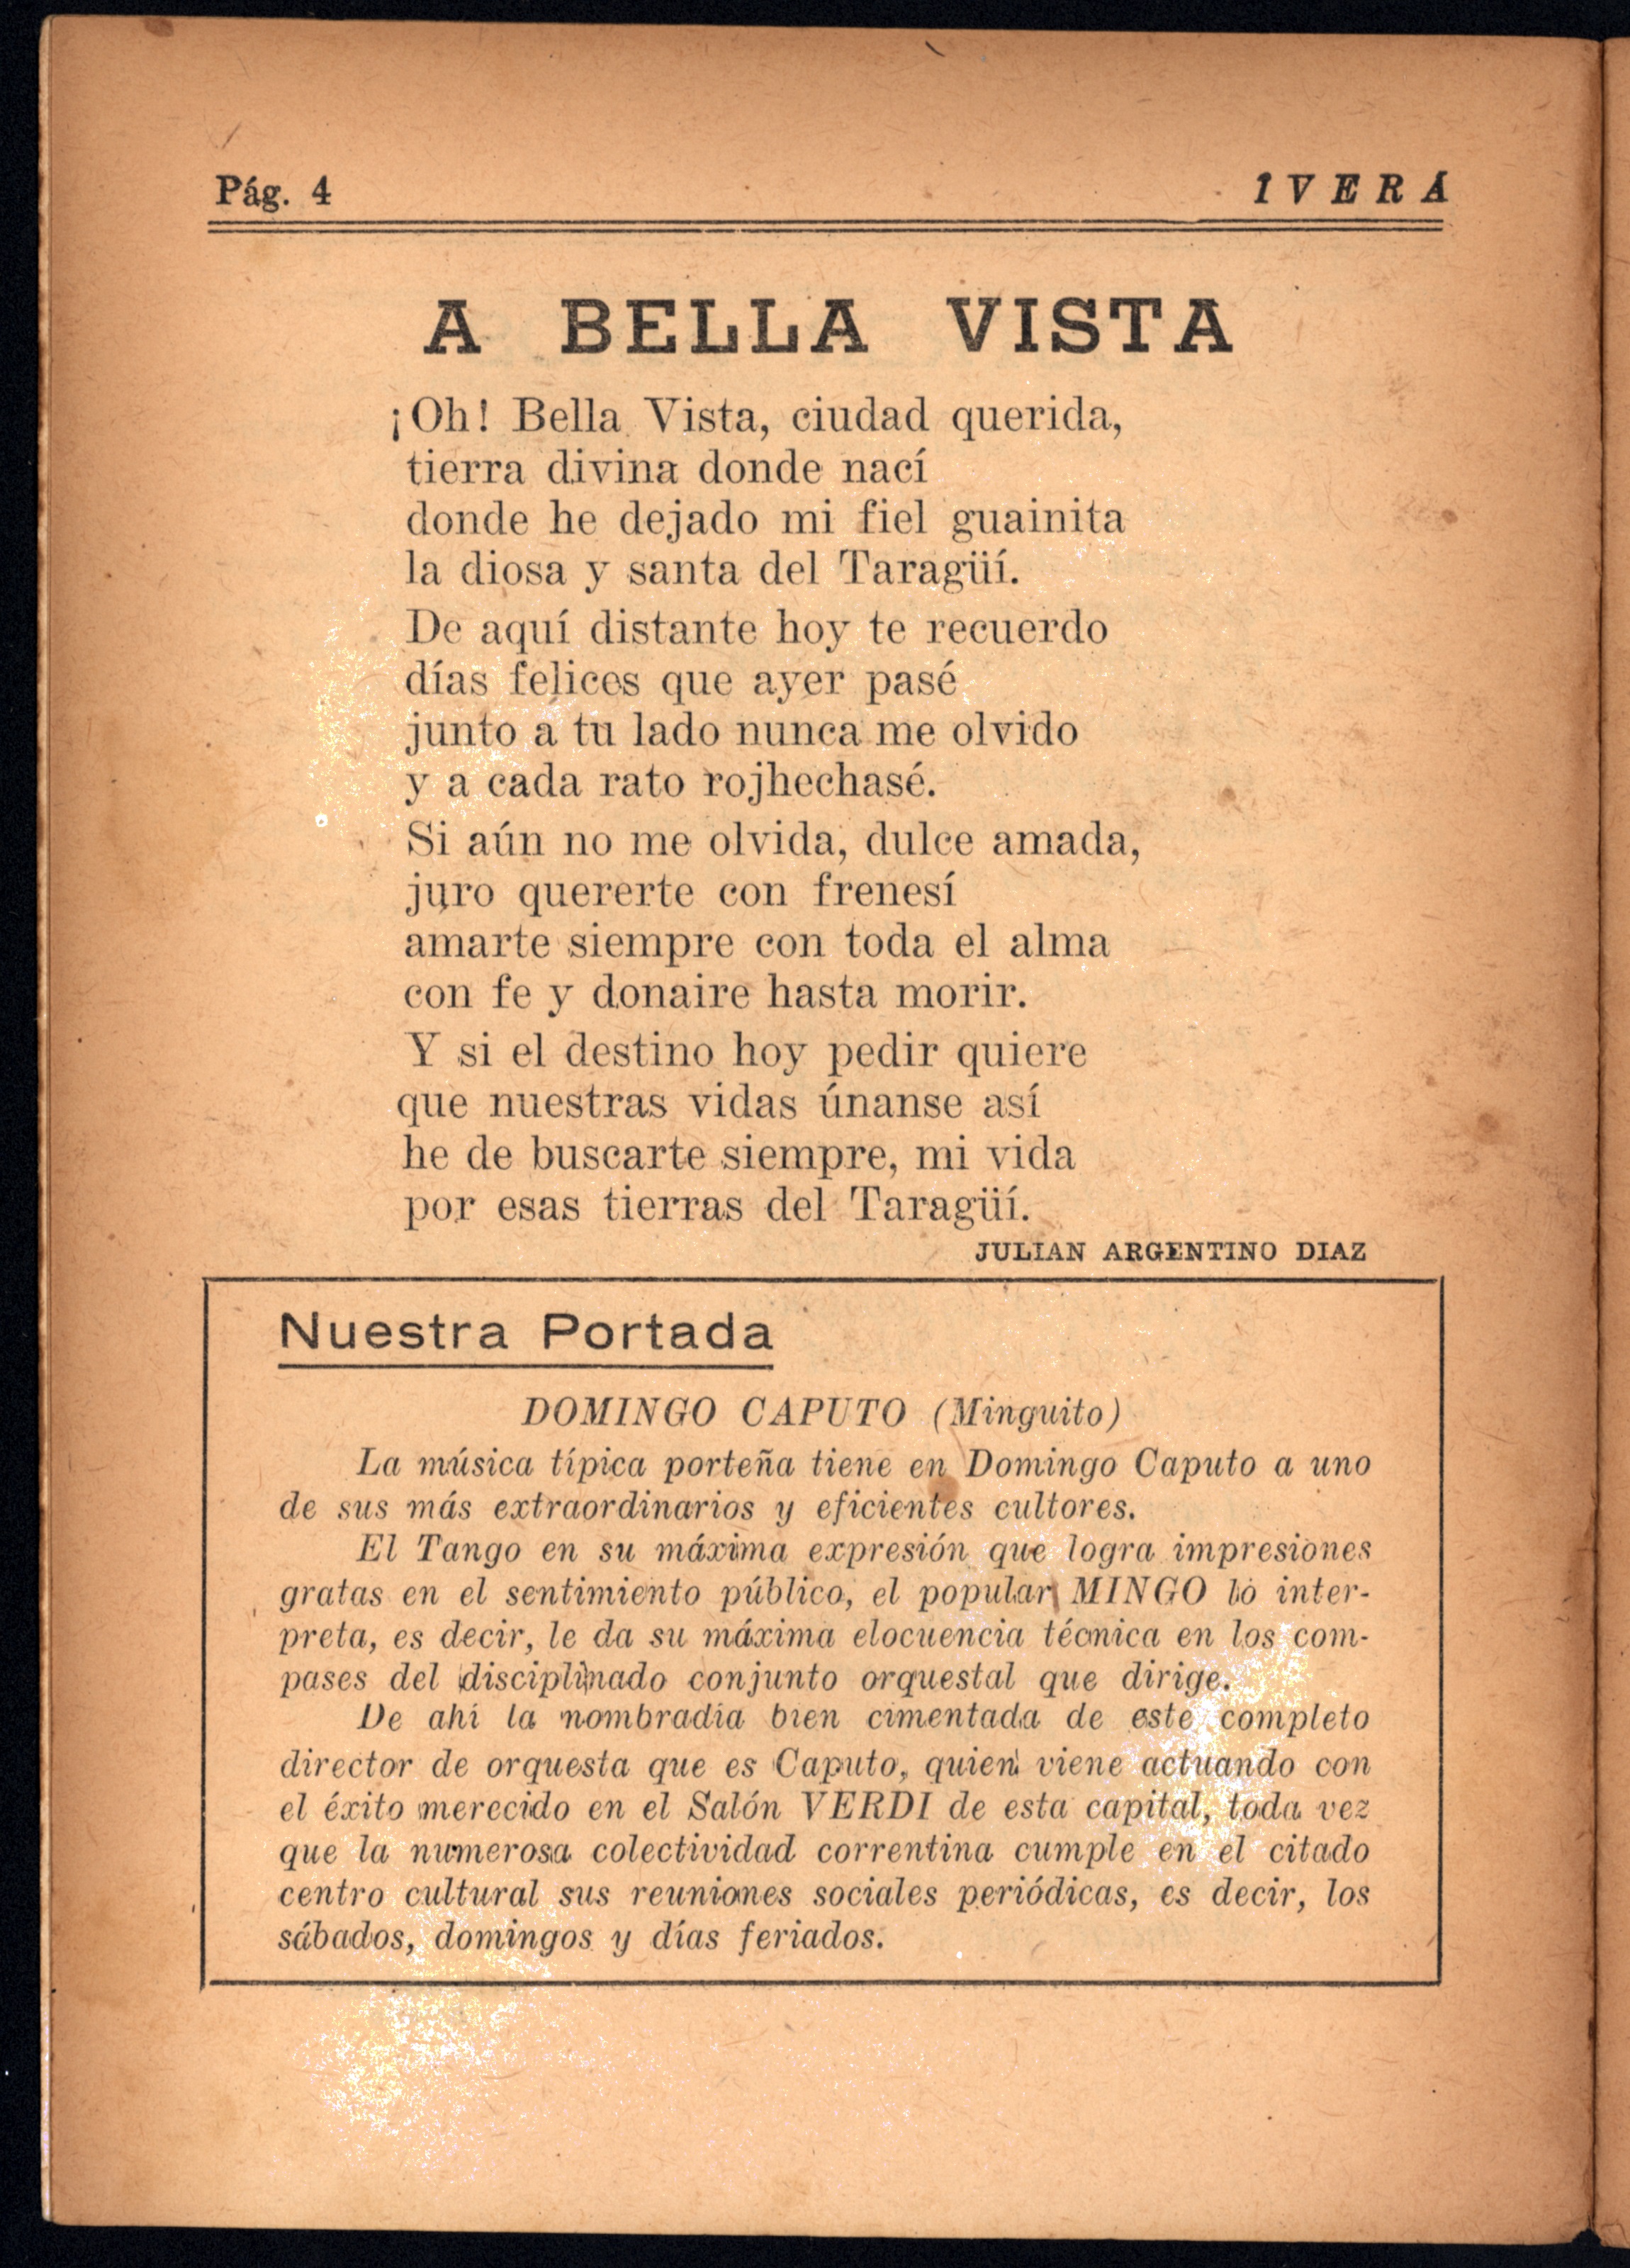 Pág. 4
IVERÁ
A BELLA VISTA
¡Oh! Bella Vista, ciudad querida,
tierra divina donde nací
donde he dejado mi fiel guainita
la diosa y santa del Taragüí.
De aquí distante hoy te recuerdo
días felices que ayer pasé
junto a tu lado nunca me olvido
y a cada rato rojhechasé.
Si aún no me olvida, dulce amada,
juro quererte con frenesí
amarte siempre con toda el alma
con fe y donaire hasta morir.
Y si el destino hoy pedir quiere
que nuestras vidas únanse así
he de buscarte siempre, mi vida
por esas tierras del Taragüí.
JULIAN ARGENTINO DIAZ
Nuestra Portada
DOMINGO CAPUTO (Minguito)
La música típica porteña tiene en Domingo Caputo a uno
de sus más extraordinarios y eficientes cultores.
El Tango en su máxima expresión que logra impresiones
gratas en el sentimiento público, el popular MINGO lo inter-
preta, es decir, le da su máxima elocuencia técnica en los com-
pases del disciplinado conjunto orquestal que dirige.
De ahí la nombradía bien cimentada de este completo
director de orquesta que es Caputo, quien viene actuando con
el éxito merecido en el Salón VERDI de esta capital, toda vez
que la numerosa colectividad correntina cumple en el citado
centro cultural sus reuniones sociales periódicas, es decir, los
sábados, domingos y días feriados.